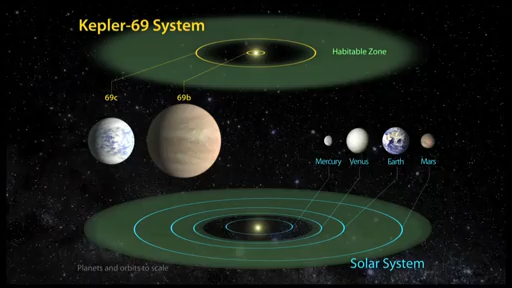 Kepler-69 System
Habitable Zone
69c
69b
Mercury
Venus
Earth
Mars
Planets and orbits to scale
Solar System